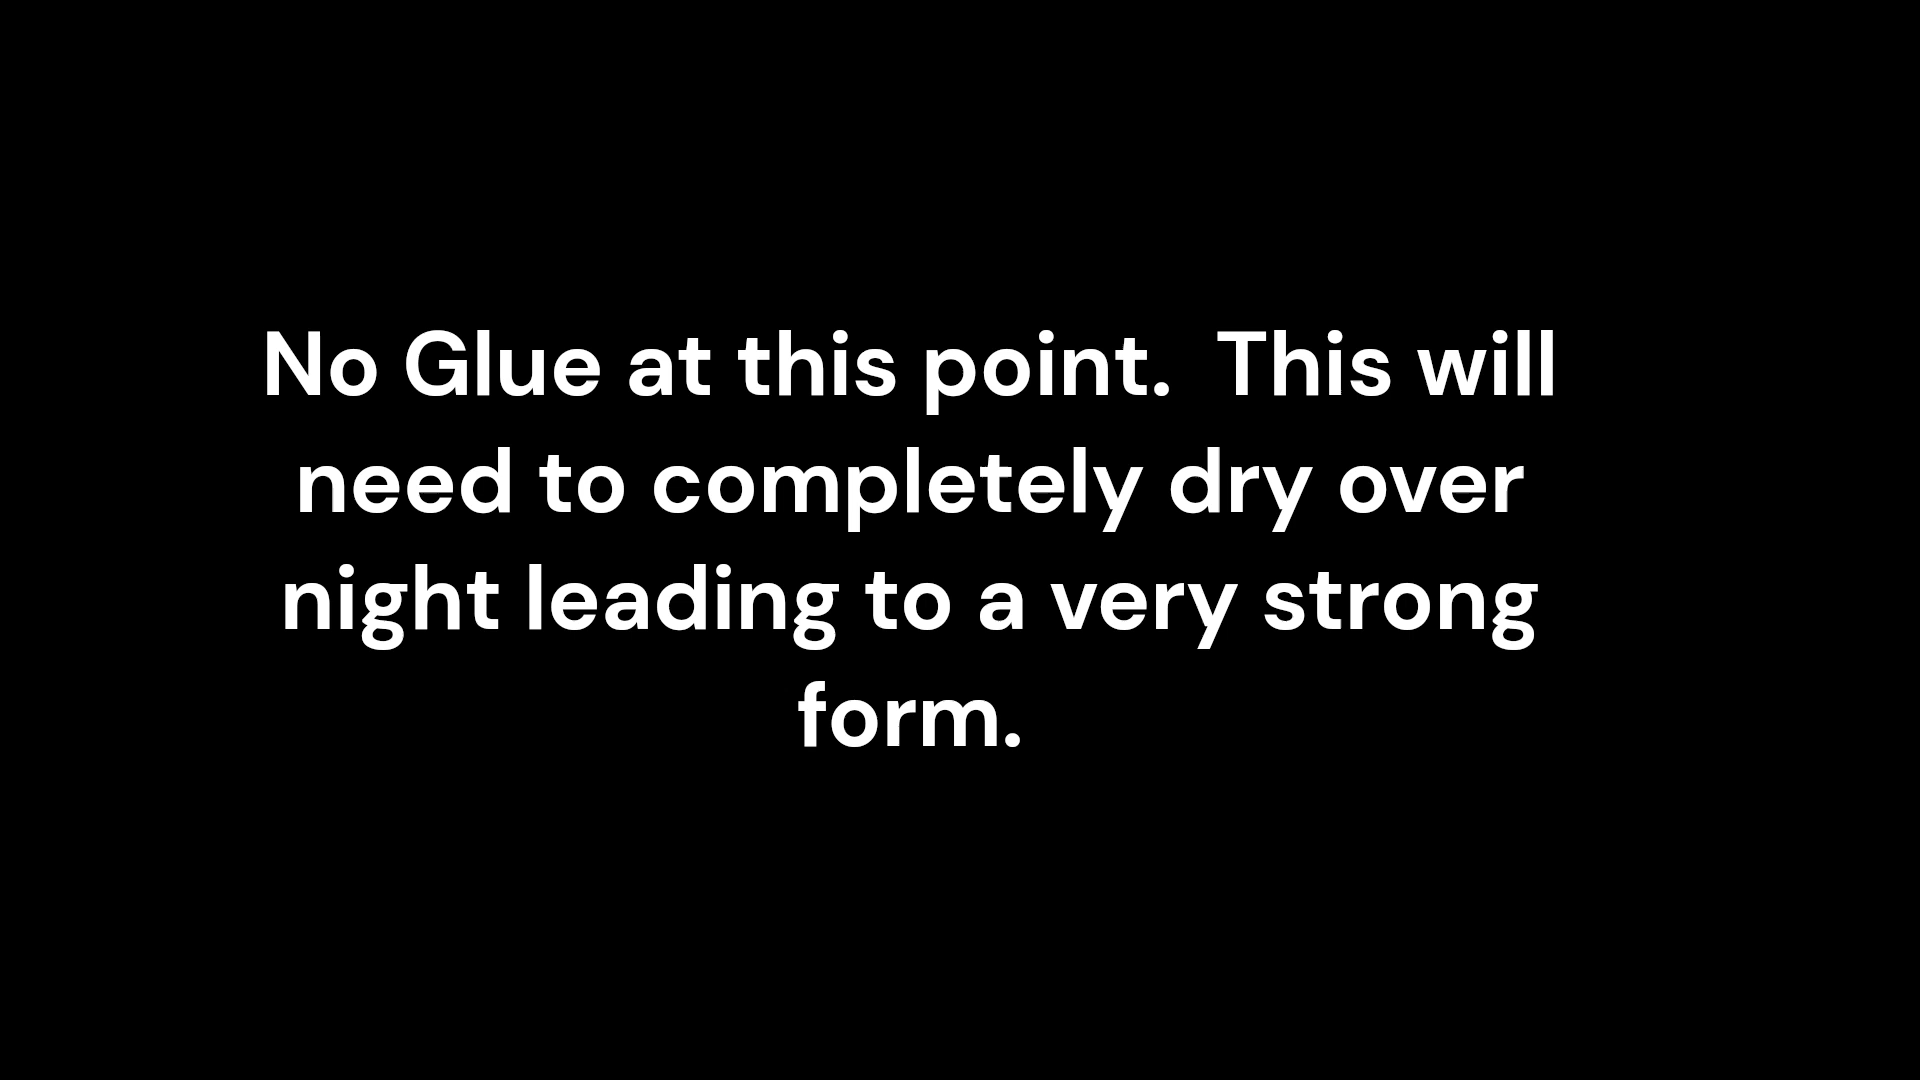 No Glue at this point.  This will
need to completely dry over
night leading to a very strong
form.